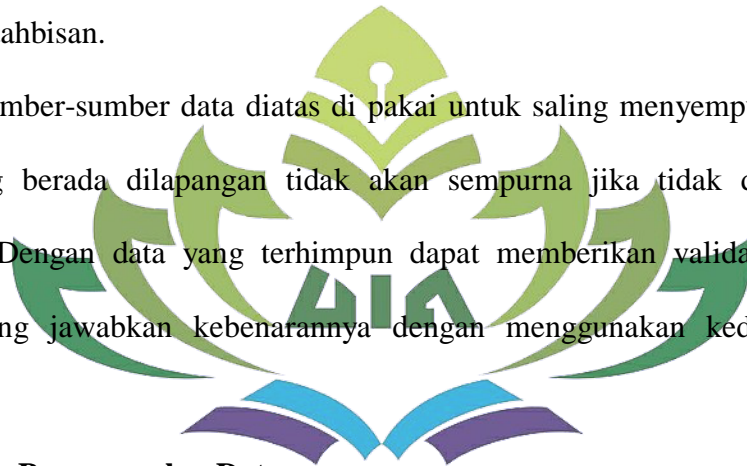 ahbisan.
mber-sumber data diatas di pakai untuk saling menyemp
berada dilapangan tidak akan sempurna jika tidak
Dengan data yang terhimpun dapat memberikan valida
ng jawabkan kebenarannya dengan menggunakan ked
UIN